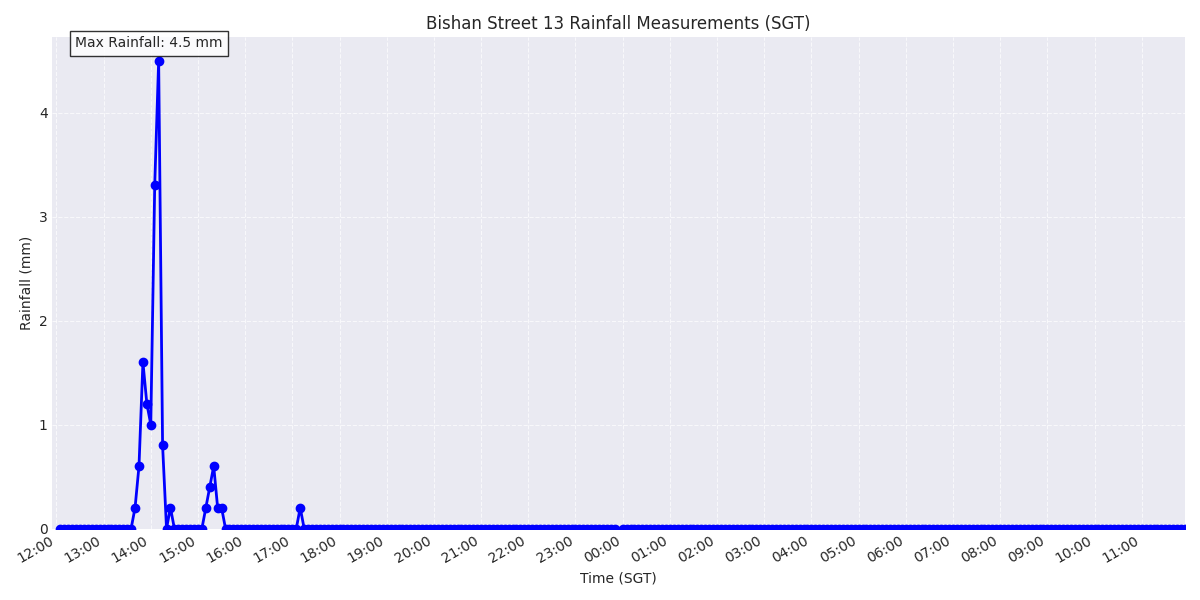 Bishan Street 13 Rainfall Measurements (SGT)
Max Rainfall: 4.5 mm
4
3
2
1
0
Rainfall (mm)
12:00 13:00 14:00 15:00 16:00 17:00 18:00 19:00 20:00 21:00 22:00 23:00 00:00 01:00 02:00 03:00 04:00 05:00 06:00 07:00 08:00 09:00 10:00 11:00
Time (SGT)